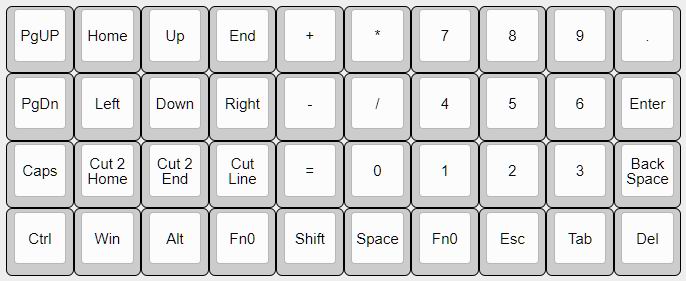 PgUP Home Up End + * 7 8 9 .
PgDn Left Down Right - / 4 5 6 Enter
Caps Cut 2 Home Cut 2 End Cut Line = 0 1 2 3 Back Space
Ctrl Win Alt Fn0 Shift Space Fn0 Esc Tab Del